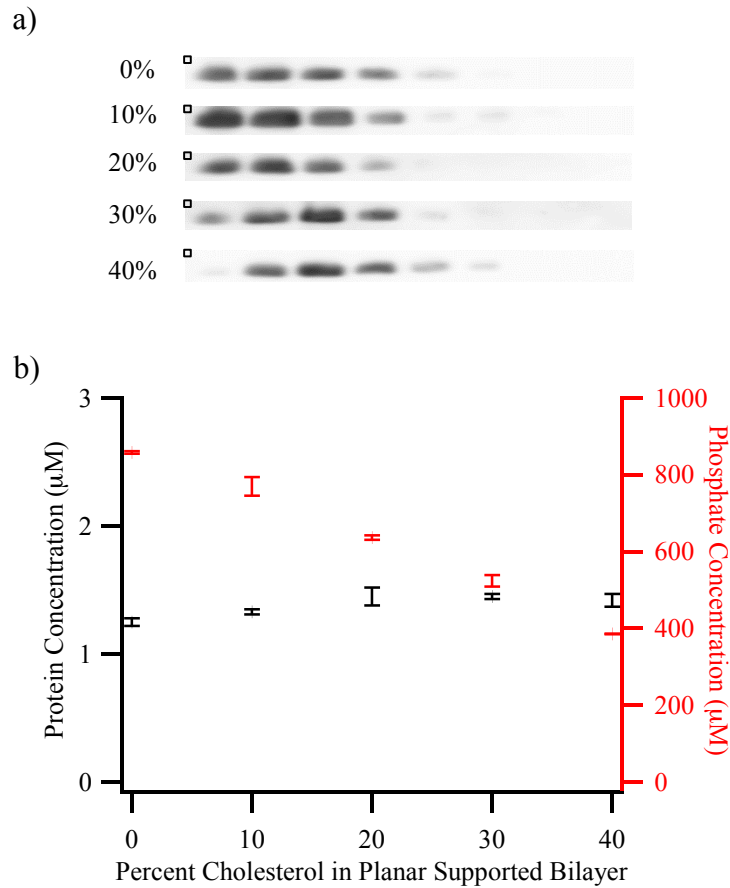 a)
0%
10%
20%
30%
40%
b)
3
2
1
0
Protein Concentration (μM)
1000
800
600
400
200
0
Phosphate Concentration (μM)
0 10 20 30 40
Percent Cholesterol in Planar Supported Bilayer